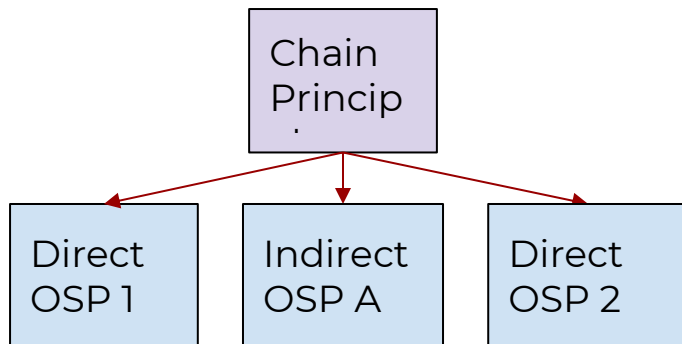 Chain
Princip
Direct
OSP 1
Indirect
OSP A
Direct
OSP 2